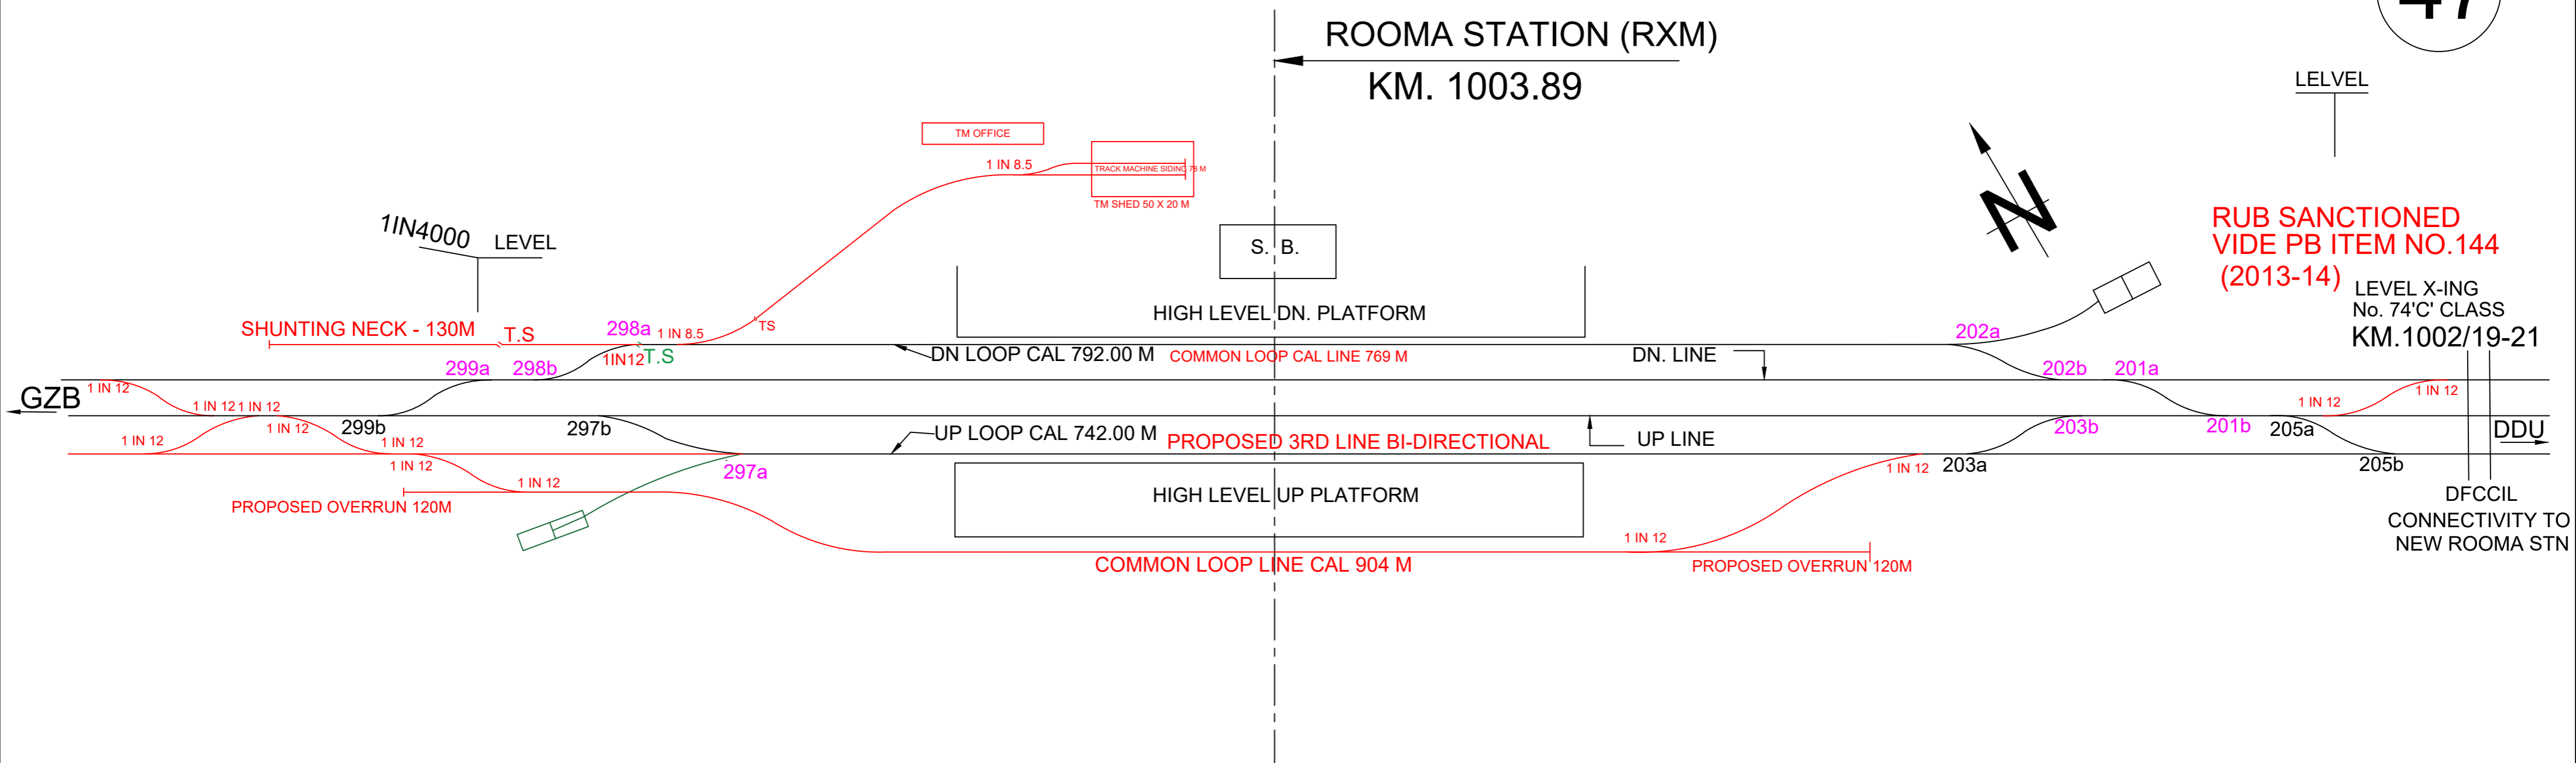 47
ROOMA STATION (RXM)
KM. 1003.89
LELVEL
TM OFFICE
1 IN 8.5
TRACK MACHINE SIDING 78 M
TM SHED 50 X 20 M
N
1IN4000
LEVEL
S. B.
RUB SANCTIONED
VIDE PB ITEM NO.144
(2013-14)
LEVEL X-ING
No. 74'C' CLASS
KM.1002/19-21
HIGH LEVEL DN. PLATFORM
SHUNTING NECK - 130M
T.S
298a
1 IN 8.5
TS
202a
1IN12
T.S
DN LOOP CAL 792.00 M
COMMON LOOP CAL LINE 769 M
DN. LINE
299a
298b
202b
201a
GZB
1 IN 12
1 IN 12
1 IN 12
1 IN 12
1 IN 12
1 IN 12
299b
297b
203b
201b
205a
1 IN 12
1 IN 12
UP LOOP CAL 742.00 M
PROPOSED 3RD LINE BI-DIRECTIONAL
UP LINE
DDU
1 IN 12
297a
1 IN 12
203a
205b
1 IN 12
PROPOSED OVERRUN 120M
HIGH LEVEL UP PLATFORM
DFCCIL
CONNECTIVITY TO
NEW ROOMA STN
1 IN 12
COMMON LOOP LINE CAL 904 M
PROPOSED OVERRUN 120M